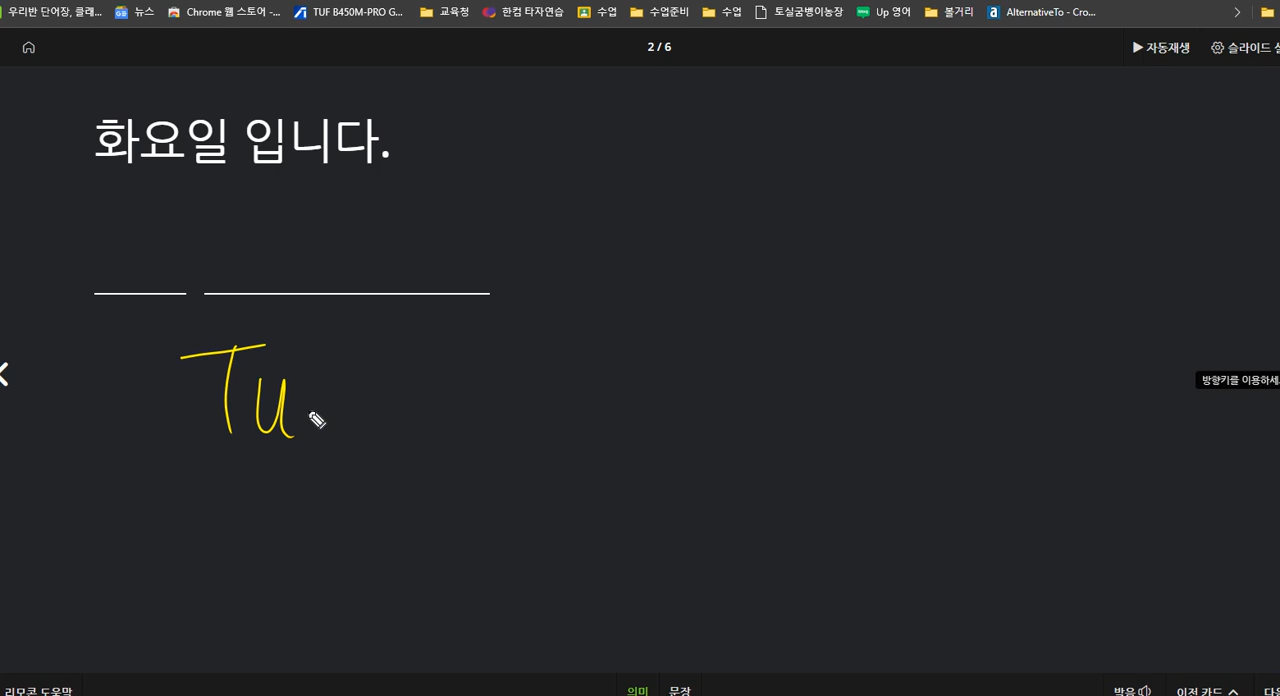 우리반 단어장, 클래... 뉴스 Chrome 웹 스토어 -... TUF B450M-PRO G... 교육청 한컴 타자연습 수업 수업준비 수업 토실굼벵이농장 Up 영어 볼거리 AlternativeTo - Cro...
2 / 6 자동재생 슬라이드
화요일 입니다.
Tu
방향키를 이용하세
리모콘 도움말 의미 문장 발음 이전 카드